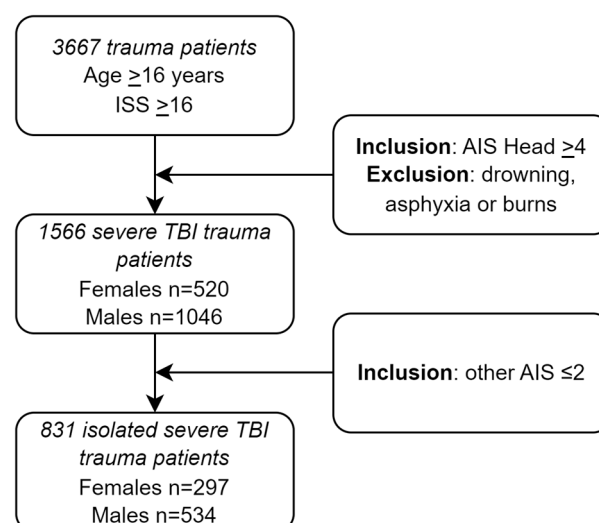 3667 trauma patients
Age ≥16 years
ISS ≥16
Inclusion: AIS Head ≥4
Exclusion: drowning,
asphyxia or burns
1566 severe TBI trauma
patients
Females n=520
Males n=1046
Inclusion: other AIS ≤2
831 isolated severe TBI
trauma patients
Females n=297
Males n=534